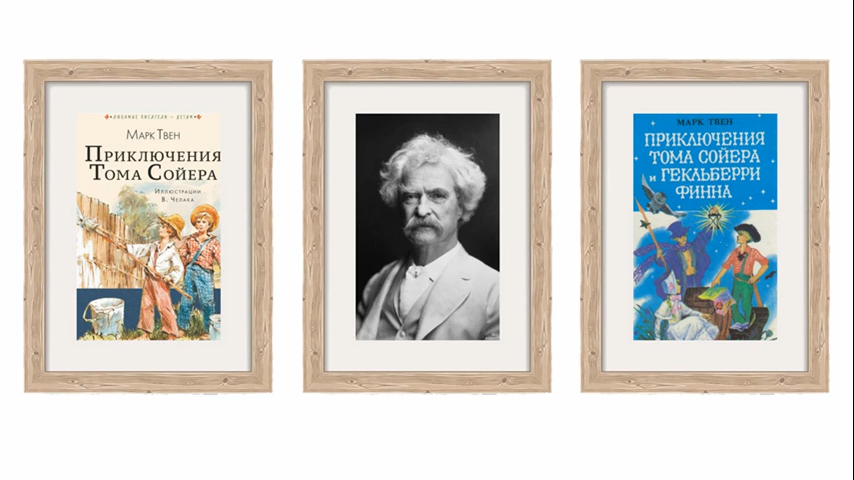 ЛЮБИМЫЕ ПИСАТЕЛИ – ДЕТЯМ
МАРК ТВЕН
ПРИКЛЮЧЕНИЯ
ТОМА СОЙЕРА
ИЛЛЮСТРАЦИИ
В. ЧЕЛАКА
МАРК ТВЕН
ПРИКЛЮЧЕНИЯ
ТОМА СОЙЕРА
И ГЕКЛЬБЕРРИ
ФИННА